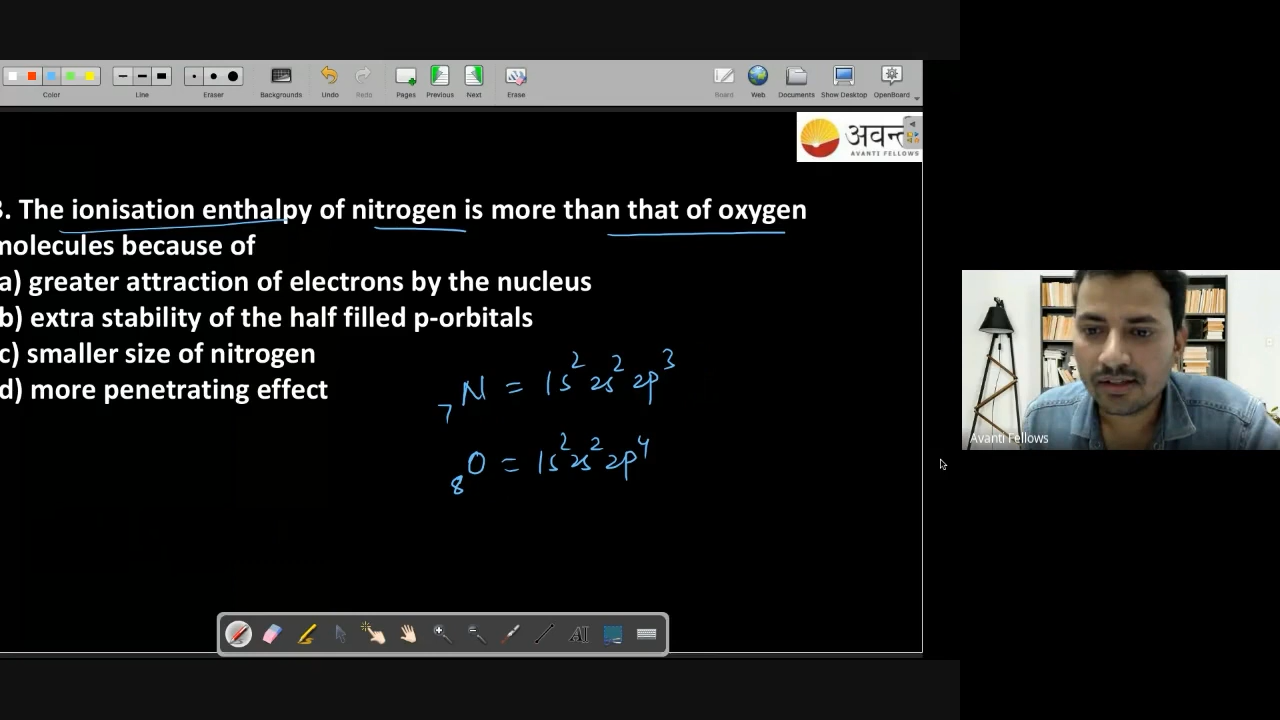 Color
Line
Eraser
Backgrounds
Undo
Redo
Pages
Previous
Next
Erase
Board
Web
Documents
Show Desktop
OpenBoard
AVANTI FELLOWS
3. The ionisation enthalpy of nitrogen is more than that of oxygen
molecules because of
a) greater attraction of electrons by the nucleus
b) extra stability of the half filled p-orbitals
c) smaller size of nitrogen
d) more penetrating effect
₇N = 1s² 2s² 2p³
₈O = 1s² 2s² 2p⁴
Avanti Fellows
AI